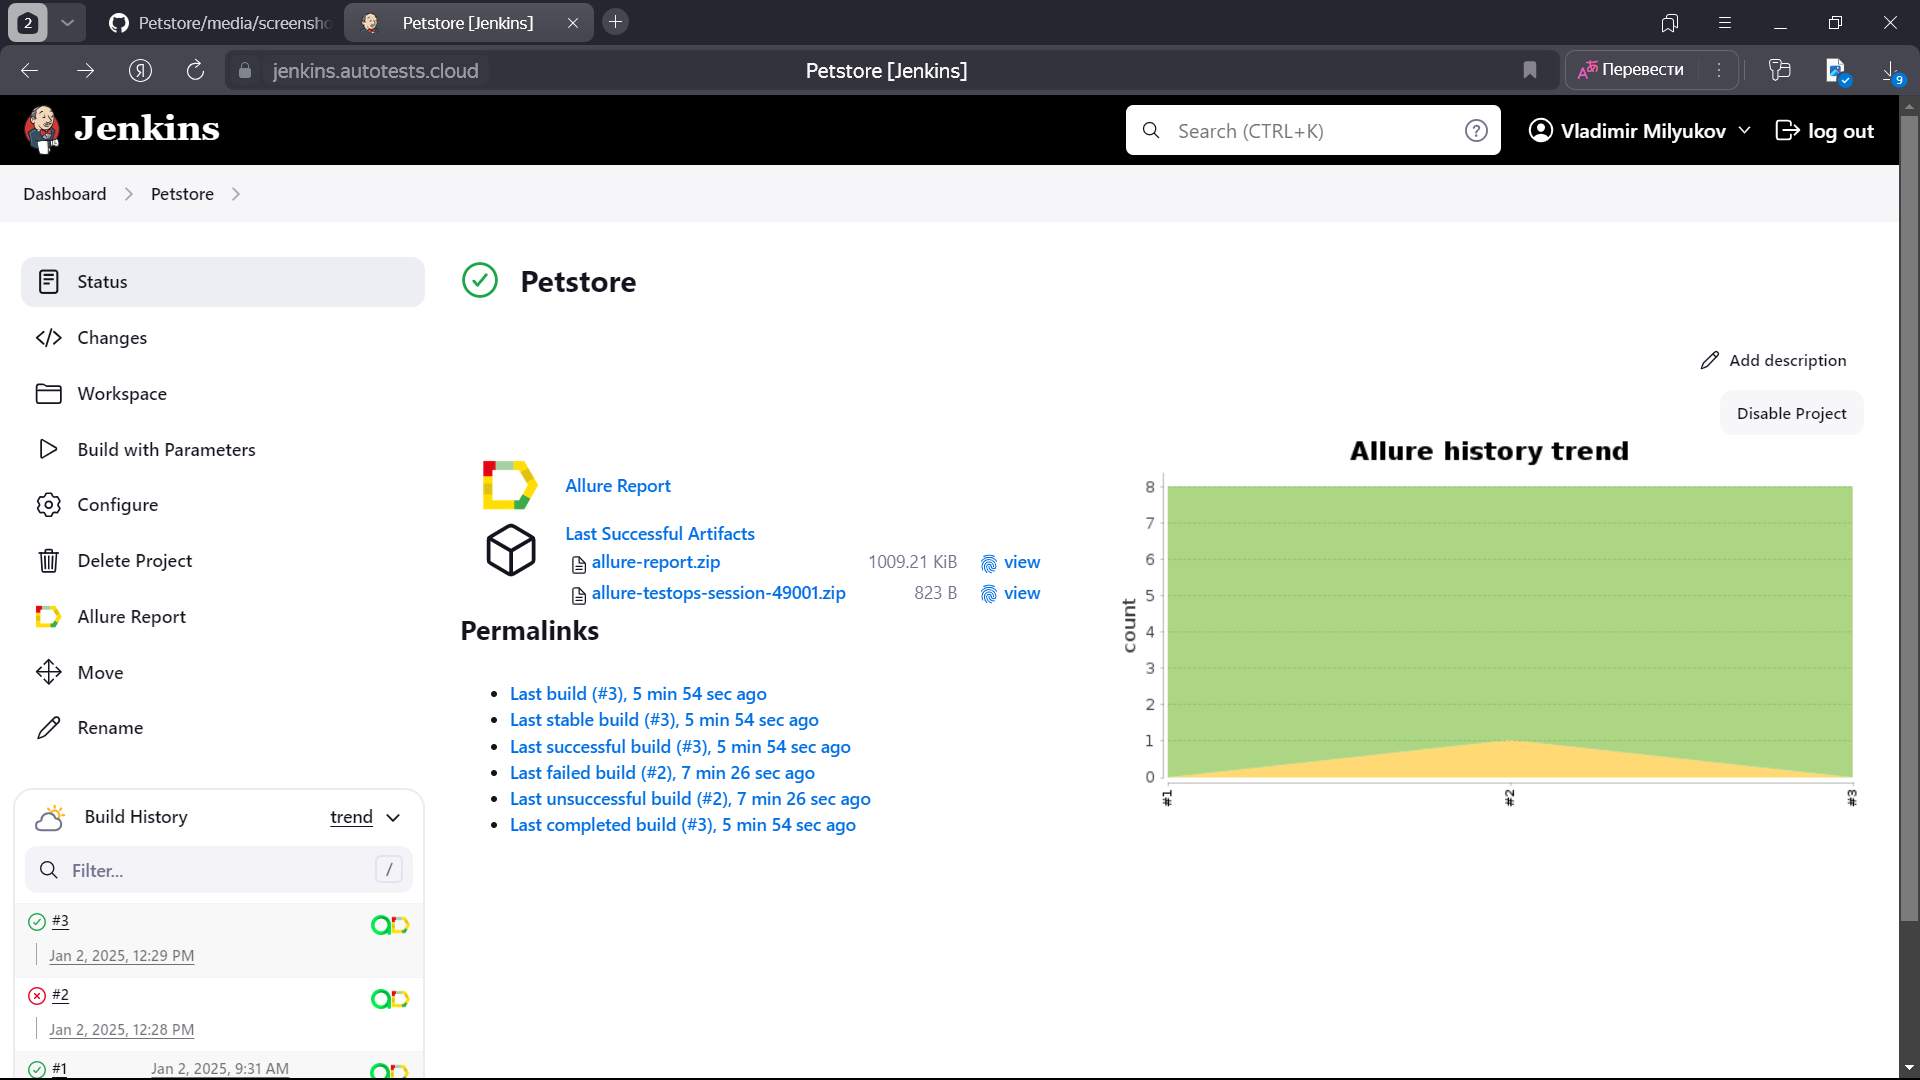 2
Petstore/media/screensho
Petstore [Jenkins]
jenkins.autotests.cloud
Petstore [Jenkins]
Перевести
9
Jenkins
Search (CTRL+K)
?
Vladimir Milyukov
log out
Dashboard
Petstore
Status
Changes
Workspace
Build with Parameters
Configure
Delete Project
Allure Report
Move
Rename
Build History
trend
Filter...
/
#3
Jan 2, 2025, 12:29 PM
#2
Jan 2, 2025, 12:28 PM
#1 Jan 2, 2025, 9:31 AM
Petstore
Add description
Disable Project
Allure Report
Last Successful Artifacts
allure-report.zip 1009.21 KiB view
allure-testops-session-49001.zip 823 B view
Permalinks
Last build (#3), 5 min 54 sec ago
Last stable build (#3), 5 min 54 sec ago
Last successful build (#3), 5 min 54 sec ago
Last failed build (#2), 7 min 26 sec ago
Last unsuccessful build (#2), 7 min 26 sec ago
Last completed build (#3), 5 min 54 sec ago
Allure history trend
count
8
7
6
5
4
3
2
1
0
#1
#2
#3